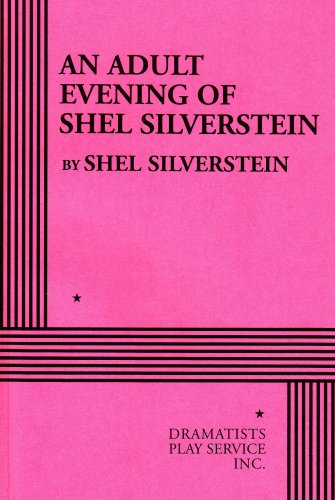 AN ADULT
EVENING OF
SHEL SILVERSTEIN
BY SHEL SILVERSTEIN
DRAMATISTS
PLAY SERVICE
INC.